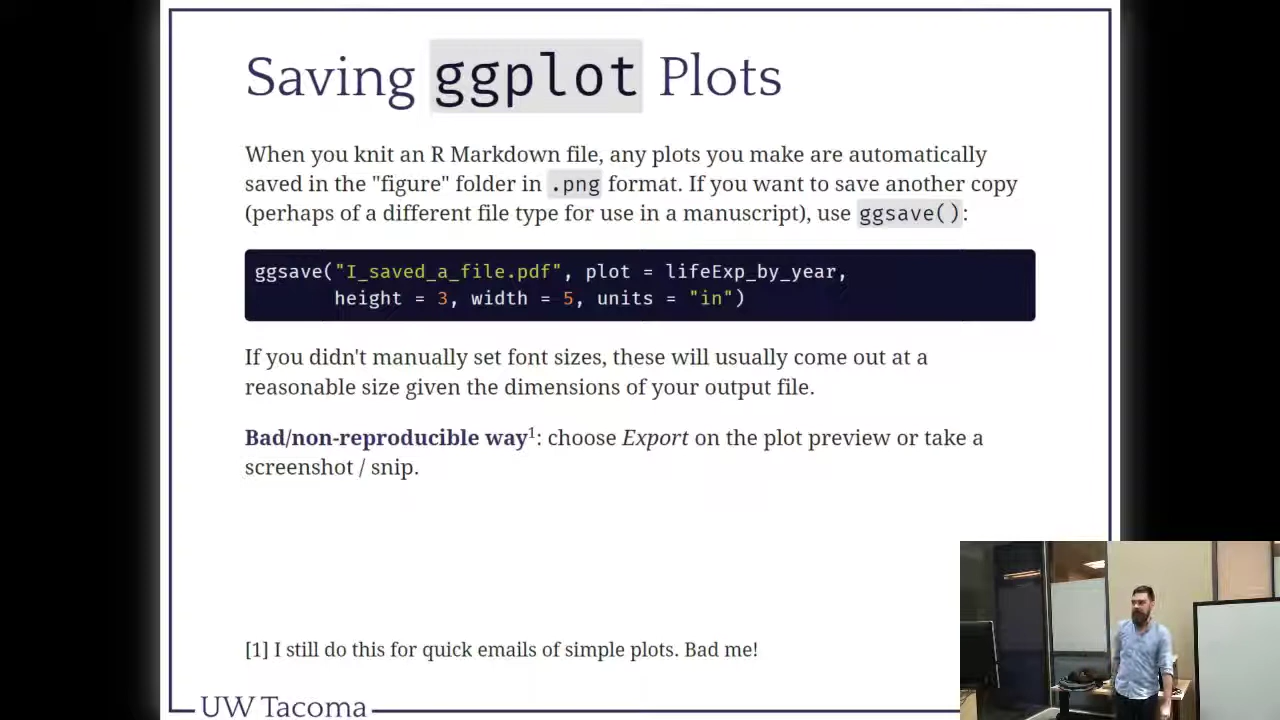 Saving ggplot Plots
When you knit an R Markdown file, any plots you make are automatically
saved in the "figure" folder in .png format. If you want to save another copy
(perhaps of a different file type for use in a manuscript), use ggsave():
ggsave("I_saved_a_file.pdf", plot = lifeExp_by_year,
height = 3, width = 5, units = "in")
If you didn't manually set font sizes, these will usually come out at a
reasonable size given the dimensions of your output file.
Bad/non-reproducible way1: choose Export on the plot preview or take a
screenshot / snip.
[1] I still do this for quick emails of simple plots. Bad me!
UW Tacoma